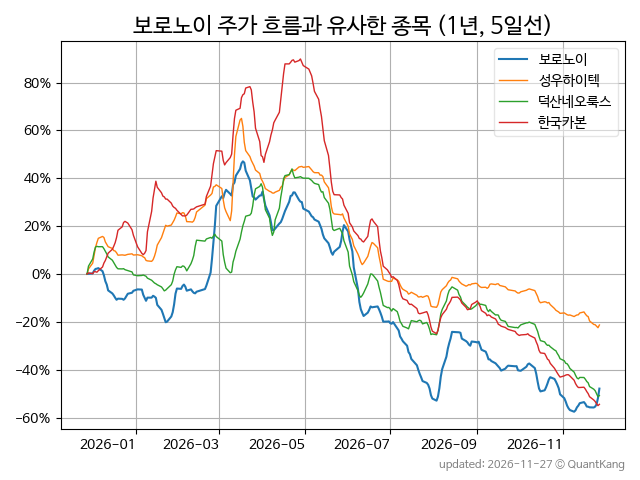 보로노이 주가 흐름과 유사한 종목 (1년, 5일선)
보로노이
성우하이텍
덕산네오룩스
한국카본
80%
60%
40%
20%
0%
−20%
−40%
−60%
2026-01
2026-03
2026-05
2026-07
2026-09
2026-11
updated: 2026-11-27 © QuantKang